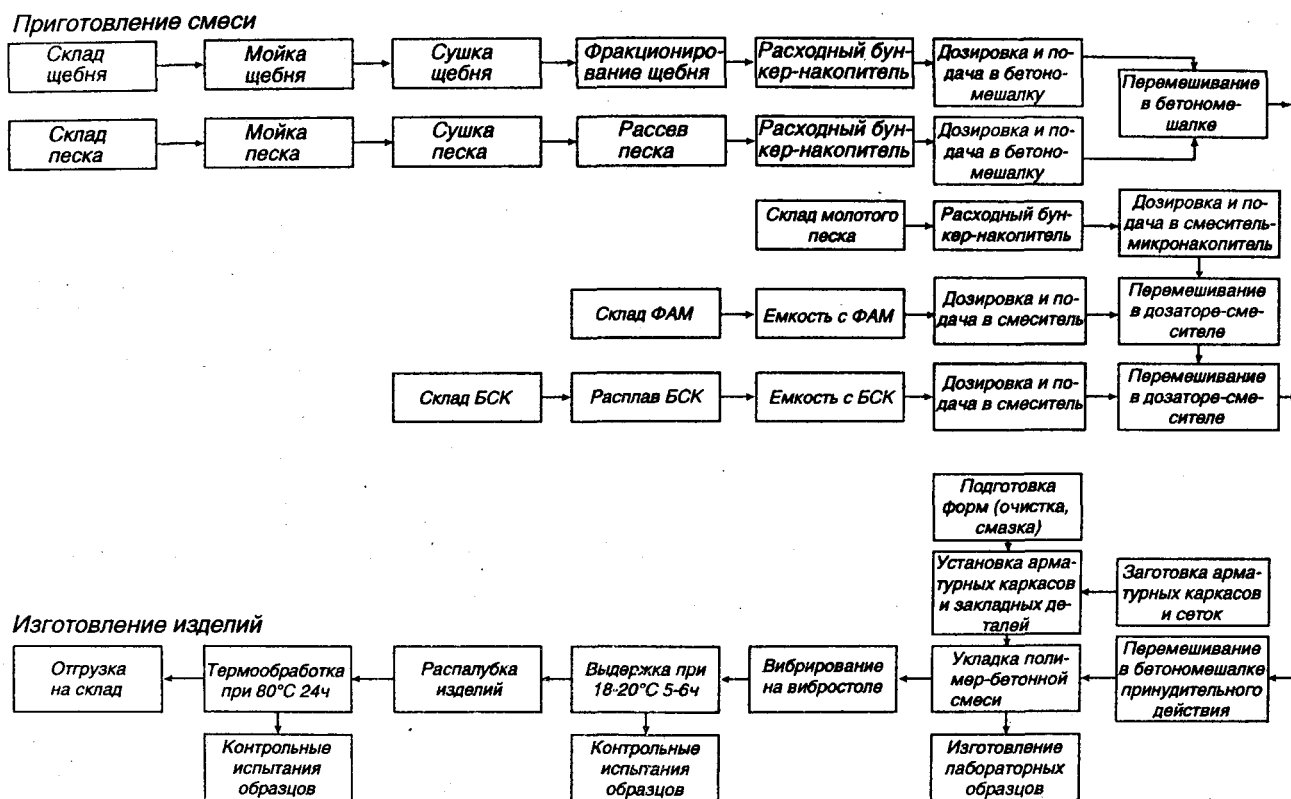 Приготовление смеси
Склад
щебня
Мойка
щебня
Сушка
щебня
Фракциониро-
вание щебня
Расходный бун-
кер-накопитель
Дозировка и по-
дача в бетоно-
мешалку
Перемешивание
в бетономе-
шалке
Склад
песка
Мойка
песка
Сушка
песка
Рассев
песка
Расходный бун-
кер-накопитель
Дозировка и по-
дача в бетоно-
мешалку
Склад молотого
песка
Расходный бун-
кер-накопитель
Дозировка и по-
дача в смеситель-
микронакопитель
Склад ФАМ
Емкость с ФАМ
Дозировка и по-
дача в смеситель
Перемешивание
в дозаторе-сме-
сителе
Склад БСК
Расплав БСК
Емкость с БСК
Дозировка и по-
дача в смеситель
Перемешивание
в дозаторе-сме-
сителе
Подготовка
форм (очистка,
смазка)
Установка арма-
турных каркасов
и закладных де-
талей
Заготовка арма-
турных каркасов
и сеток
Изготовление изделий
Отгрузка
на склад
Термообработка
при 80°С 24ч
Распалубка
изделий
Выдержка при
18-20°С 5-6ч
Вибрирование
на вибростоле
Укладка поли-
мер-бетонной
смеси
Перемешивание
в бетономешалке
принудительного
действия
Контрольные
испытания
образцов
Контрольные
испытания
образцов
Изготовление
лабораторных
образцов